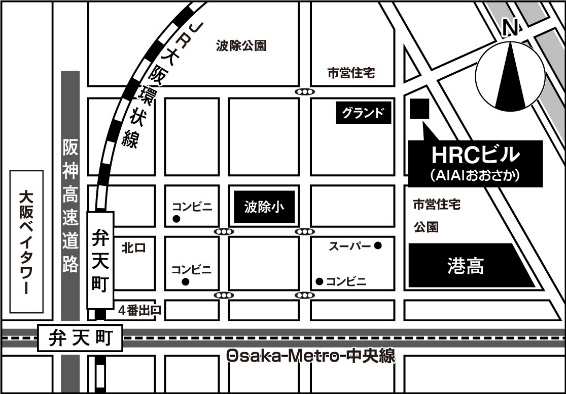 N
波除公園
市営住宅
JR大阪環状線
グランド
HRCビル
(AIAIおおさか)
阪神高速道路
大阪ベイタワー
コンビニ
波除小
市営住宅
公園
弁天町
北口
スーパー
港高
コンビニ
コンビニ
4番出口
弁天町
Osaka-Metro-中央線